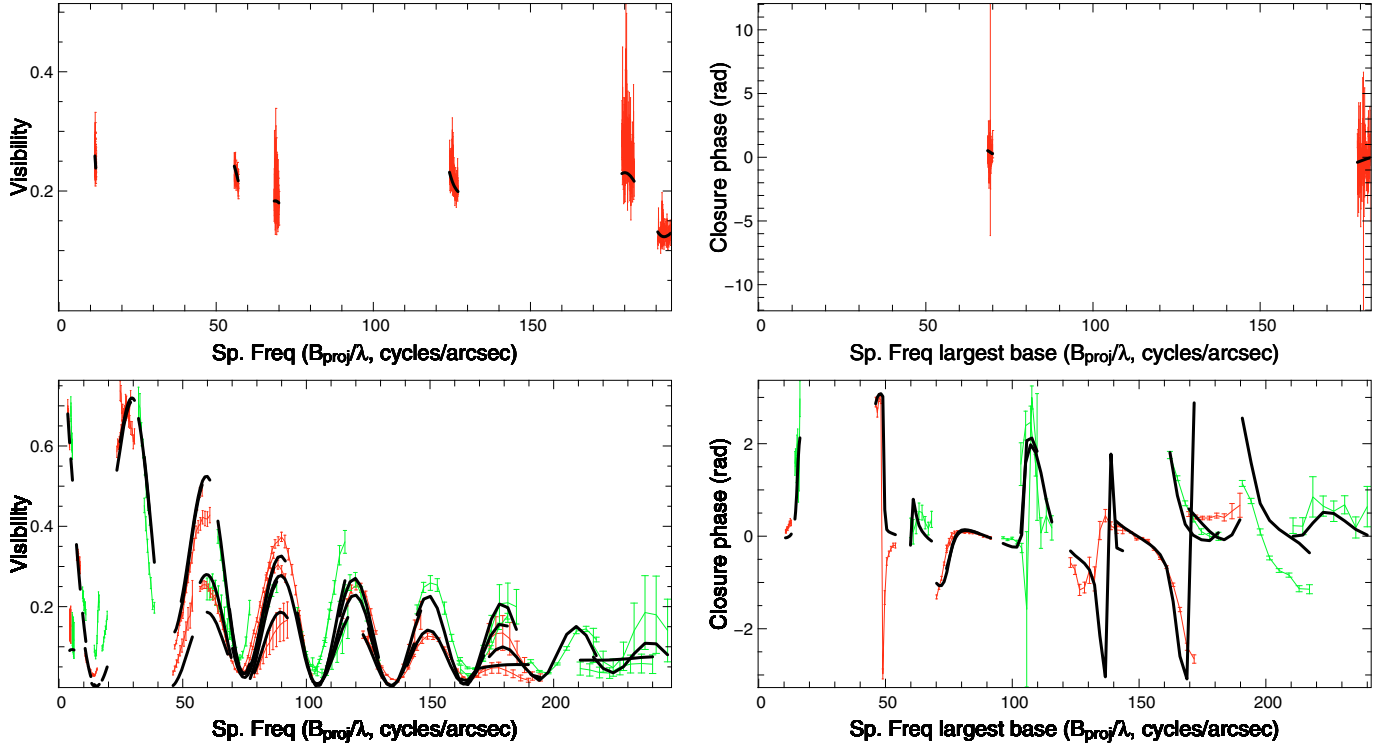 0.4
0.2
Visibility
0 50 100 150
Sp. Freq (Bproj/λ, cycles/arcsec)
10
5
0
−5
−10
Closure phase (rad)
0 50 100 150
Sp. Freq largest base (Bproj/λ, cycles/arcsec)
0.6
0.4
0.2
Visibility
0 50 100 150 200
Sp. Freq (Bproj/λ, cycles/arcsec)
2
0
−2
Closure phase (rad)
0 50 100 150 200
Sp. Freq largest base (Bproj/λ, cycles/arcsec)